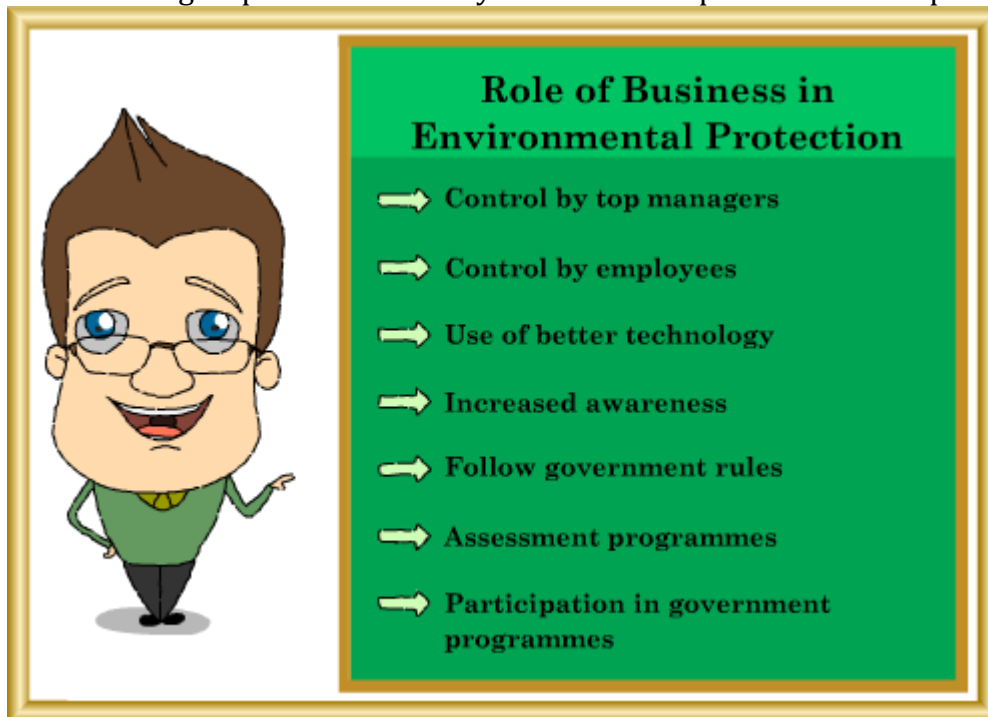 Role of Business in
Environmental Protection
Control by top managers
Control by employees
Use of better technology
Increased awareness
Follow government rules
Assessment programmes
Participation in government
programmes